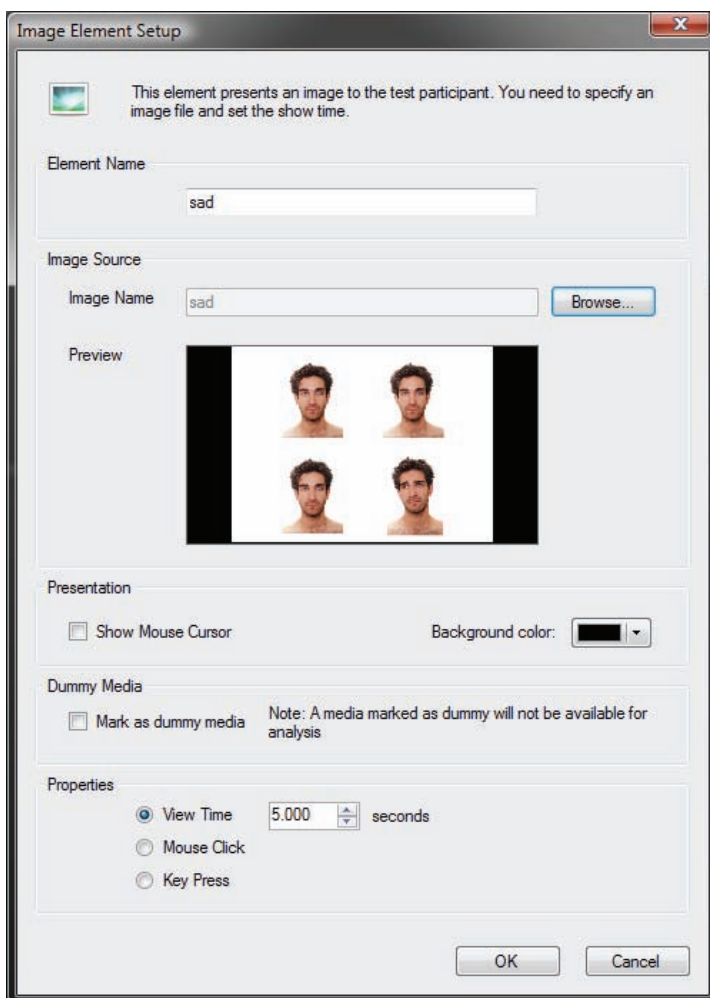 Image Element Setup
This element presents an image to the test participant. You need to specify an
image file and set the show time.
Element Name
sad
Image Source
Image Name
sad
Browse...
Preview
Presentation
Show Mouse Cursor
Background color:
Dummy Media
Mark as dummy media
Note: A media marked as dummy will not be available for
analysis
Properties
View Time
5.000
seconds
Mouse Click
Key Press
OK
Cancel